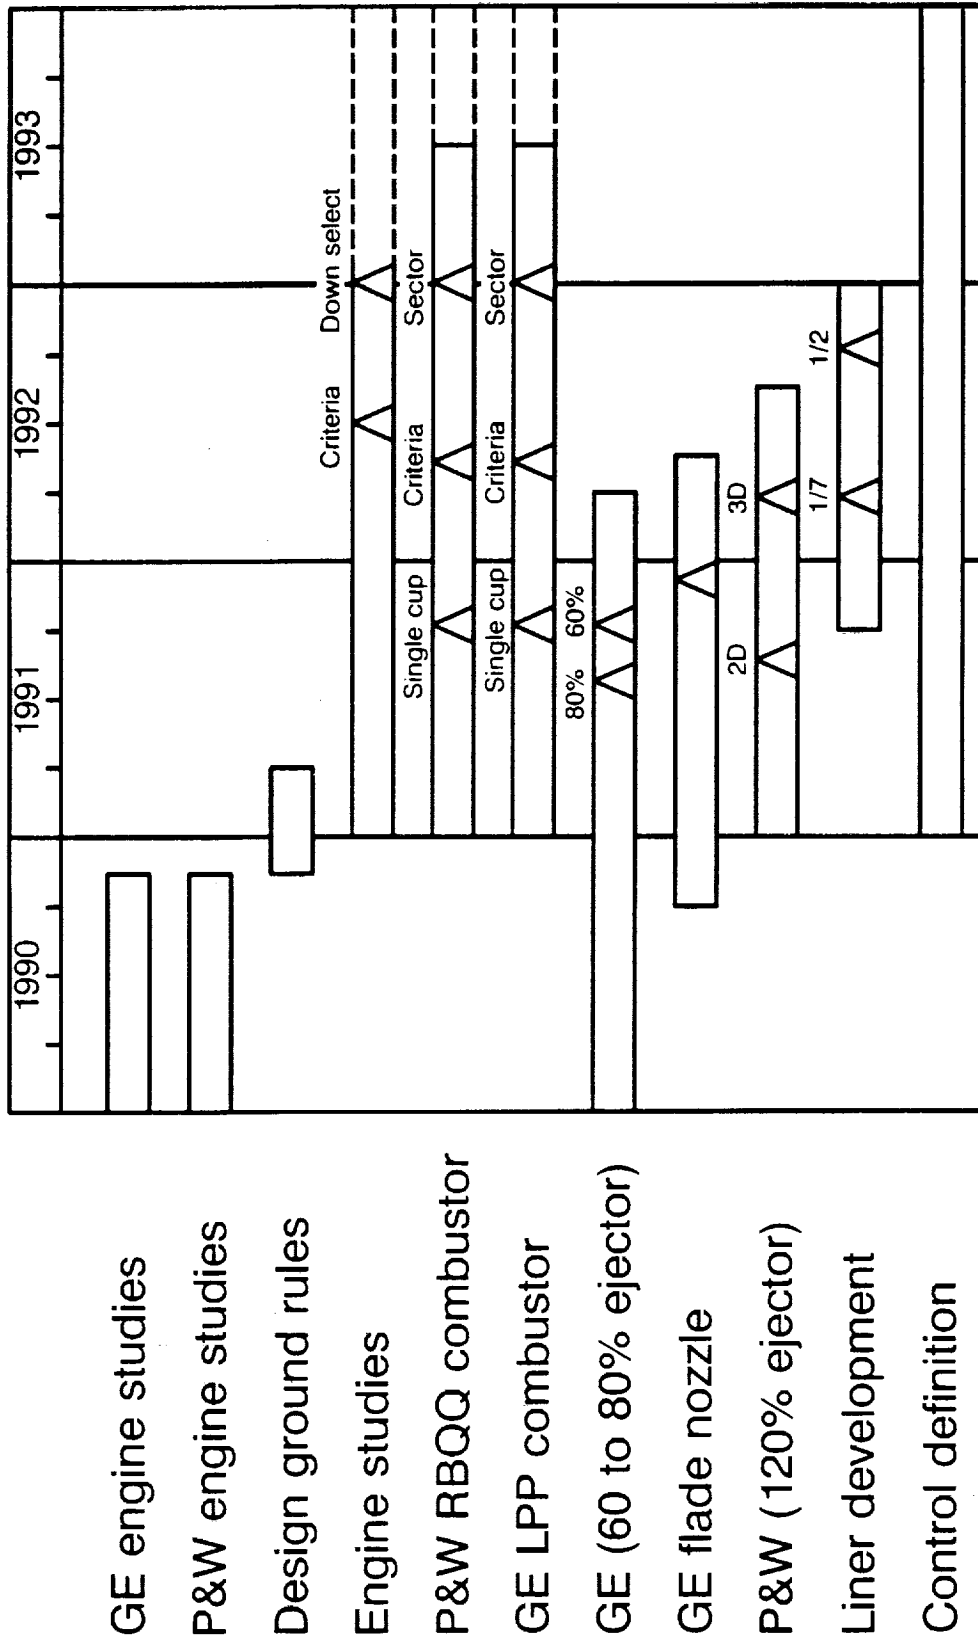 1990 1991 1992 1993
GE engine studies
P&W engine studies
Design ground rules
Criteria Down select
Engine studies
Single cup Criteria Sector
P&W RBQQ combustor
Single cup Criteria Sector
GE LPP combustor
80% 60%
GE (60 to 80% ejector)
GE flade nozzle
2D 3D
P&W (120% ejector)
1/7 1/2
Liner development
Control definition